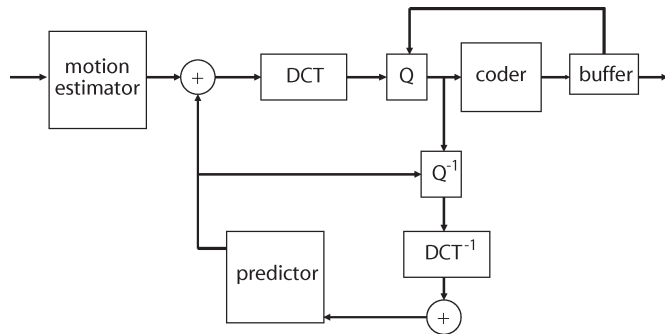 motion
estimator
+
DCT
Q
coder
buffer
Q-1
DCT-1
predictor
+